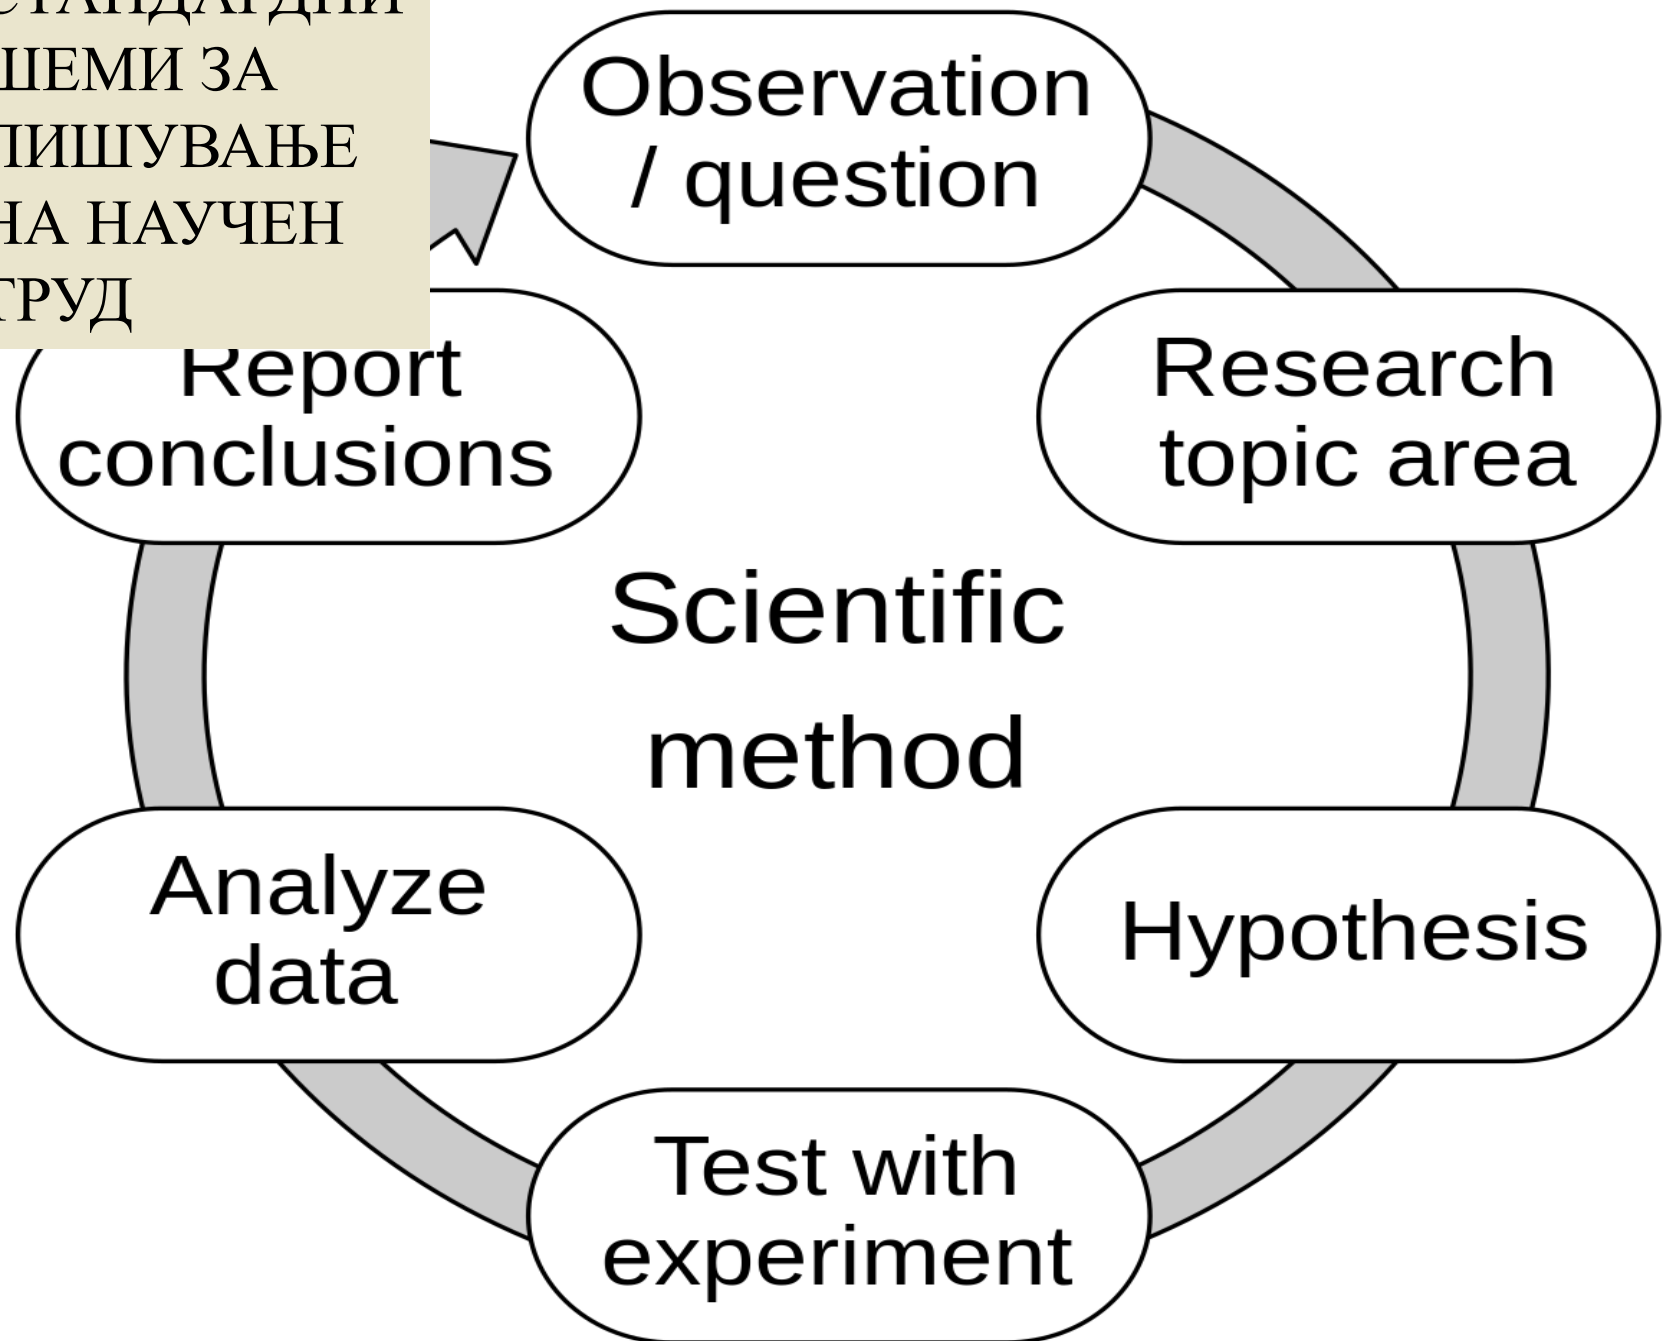 СТАНДАРДНИ
ШЕМИ ЗА
ПИШУВАЊЕ
НА НАУЧЕН
ТРУД
Observation
/ question
Research
topic area
Hypothesis
Test with
experiment
Analyze
data
Report
conclusions
Scientific
method